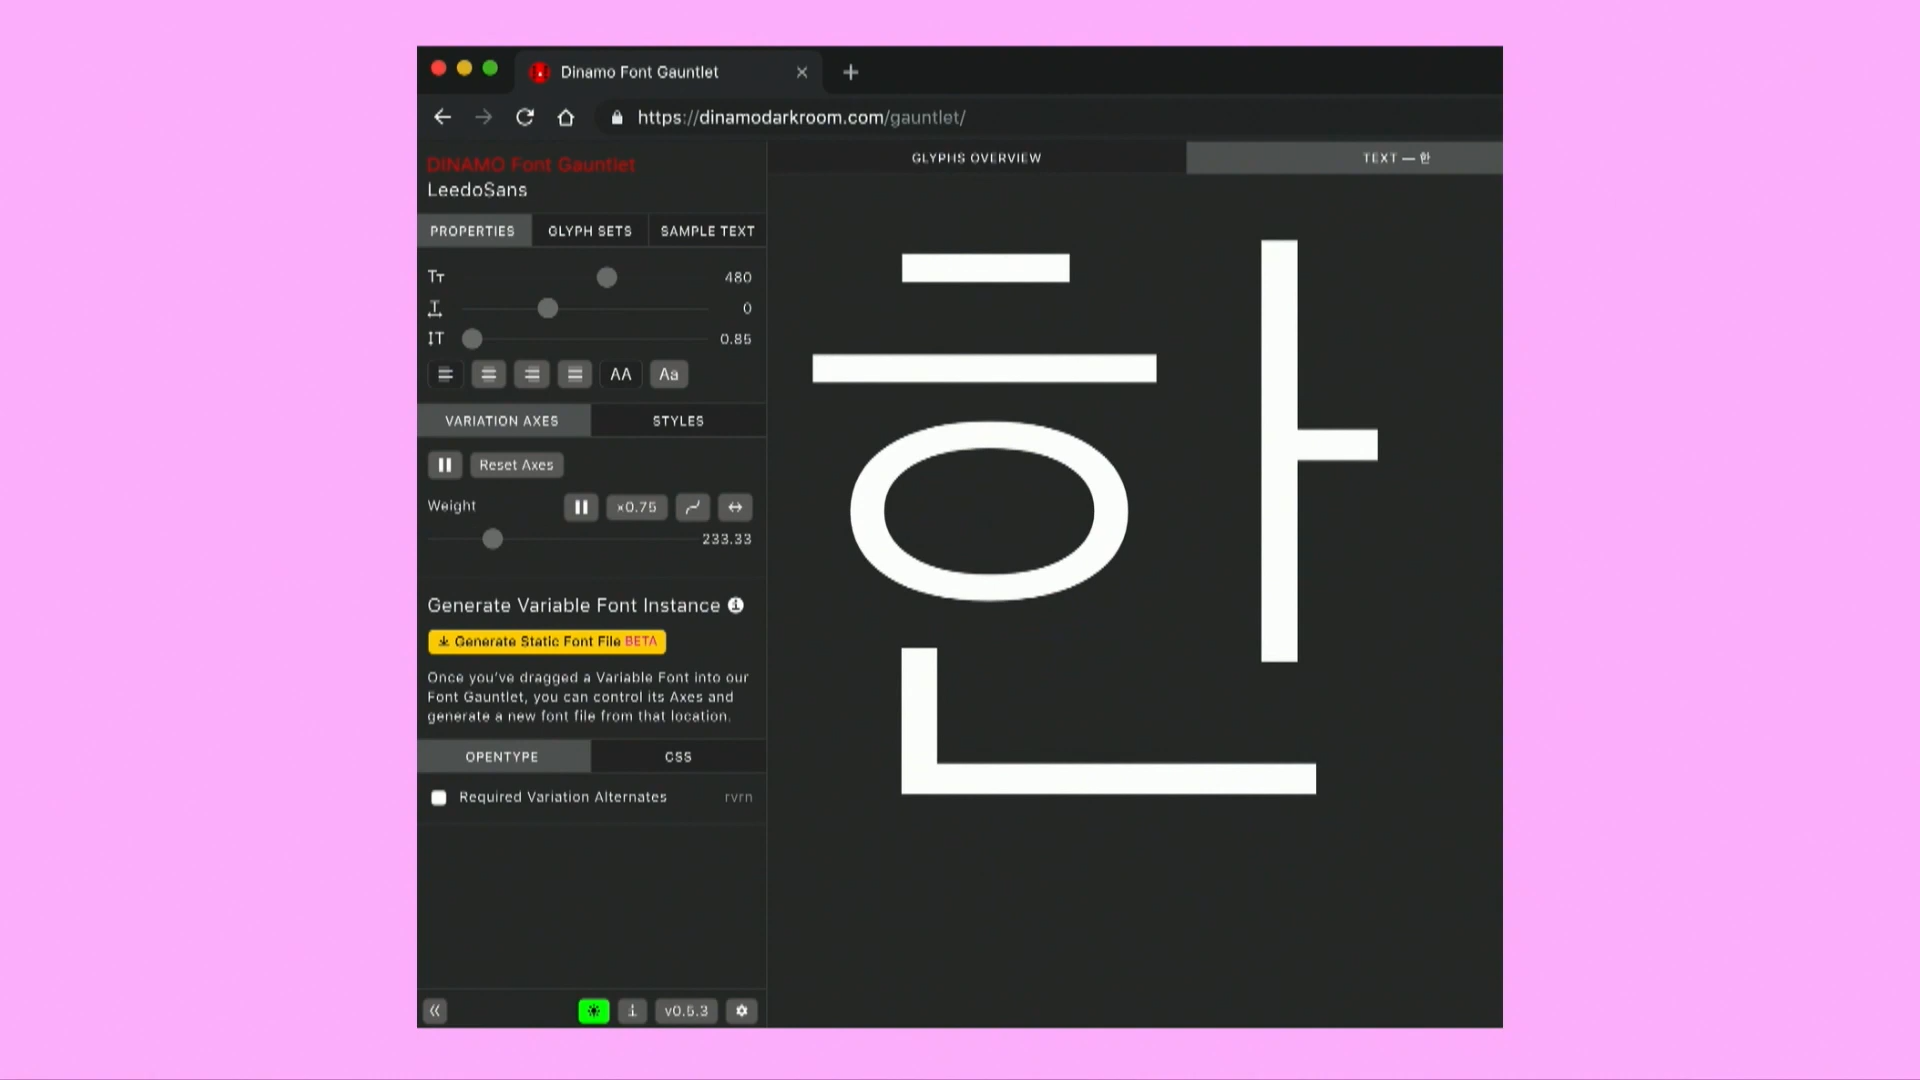 Dinamo Font Gauntlet
https://dinamodarkroom.com/gauntlet/
DINAMO Font Gauntlet
LeedoSans
PROPERTIES GLYPH SETS SAMPLE TEXT
Tт 480
T 0
IT 0.85
AA Aa
VARIATION AXES STYLES
Reset Axes
Weight ×0.75
233.33
Generate Variable Font Instance
Generate Static Font File BETA
Once you've dragged a Variable Font into our
Font Gauntlet, you can control its Axes and
generate a new font file from that location.
OPENTYPE CSS
Required Variation Alternates rvrn
i v0.5.3
GLYPHS OVERVIEW TEXT — 한
한